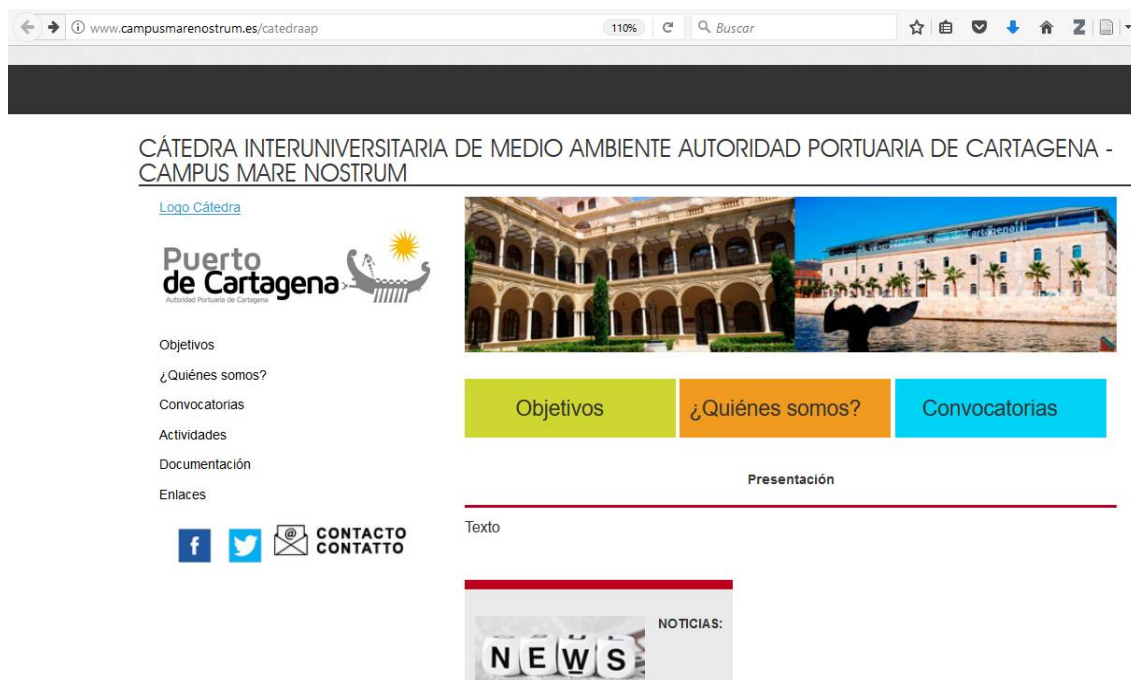 www.campusmarenostrum.es/catedraap
110%
Buscar
Z
CÁTEDRA INTERUNIVERSITARIA DE MEDIO AMBIENTE AUTORIDAD PORTUARIA DE CARTAGENA -
CAMPUS MARE NOSTRUM
Logo Cátedra
Puerto
de Cartagena
Autoridad Portuaria de Cartagena
Objetivos
¿Quiénes somos?
Convocatorias
Actividades
Documentación
Enlaces
f
@
CONTACTO
CONTATTO
Objetivos
¿Quiénes somos?
Convocatorias
Presentación
Texto
NOTICIAS:
NEWS